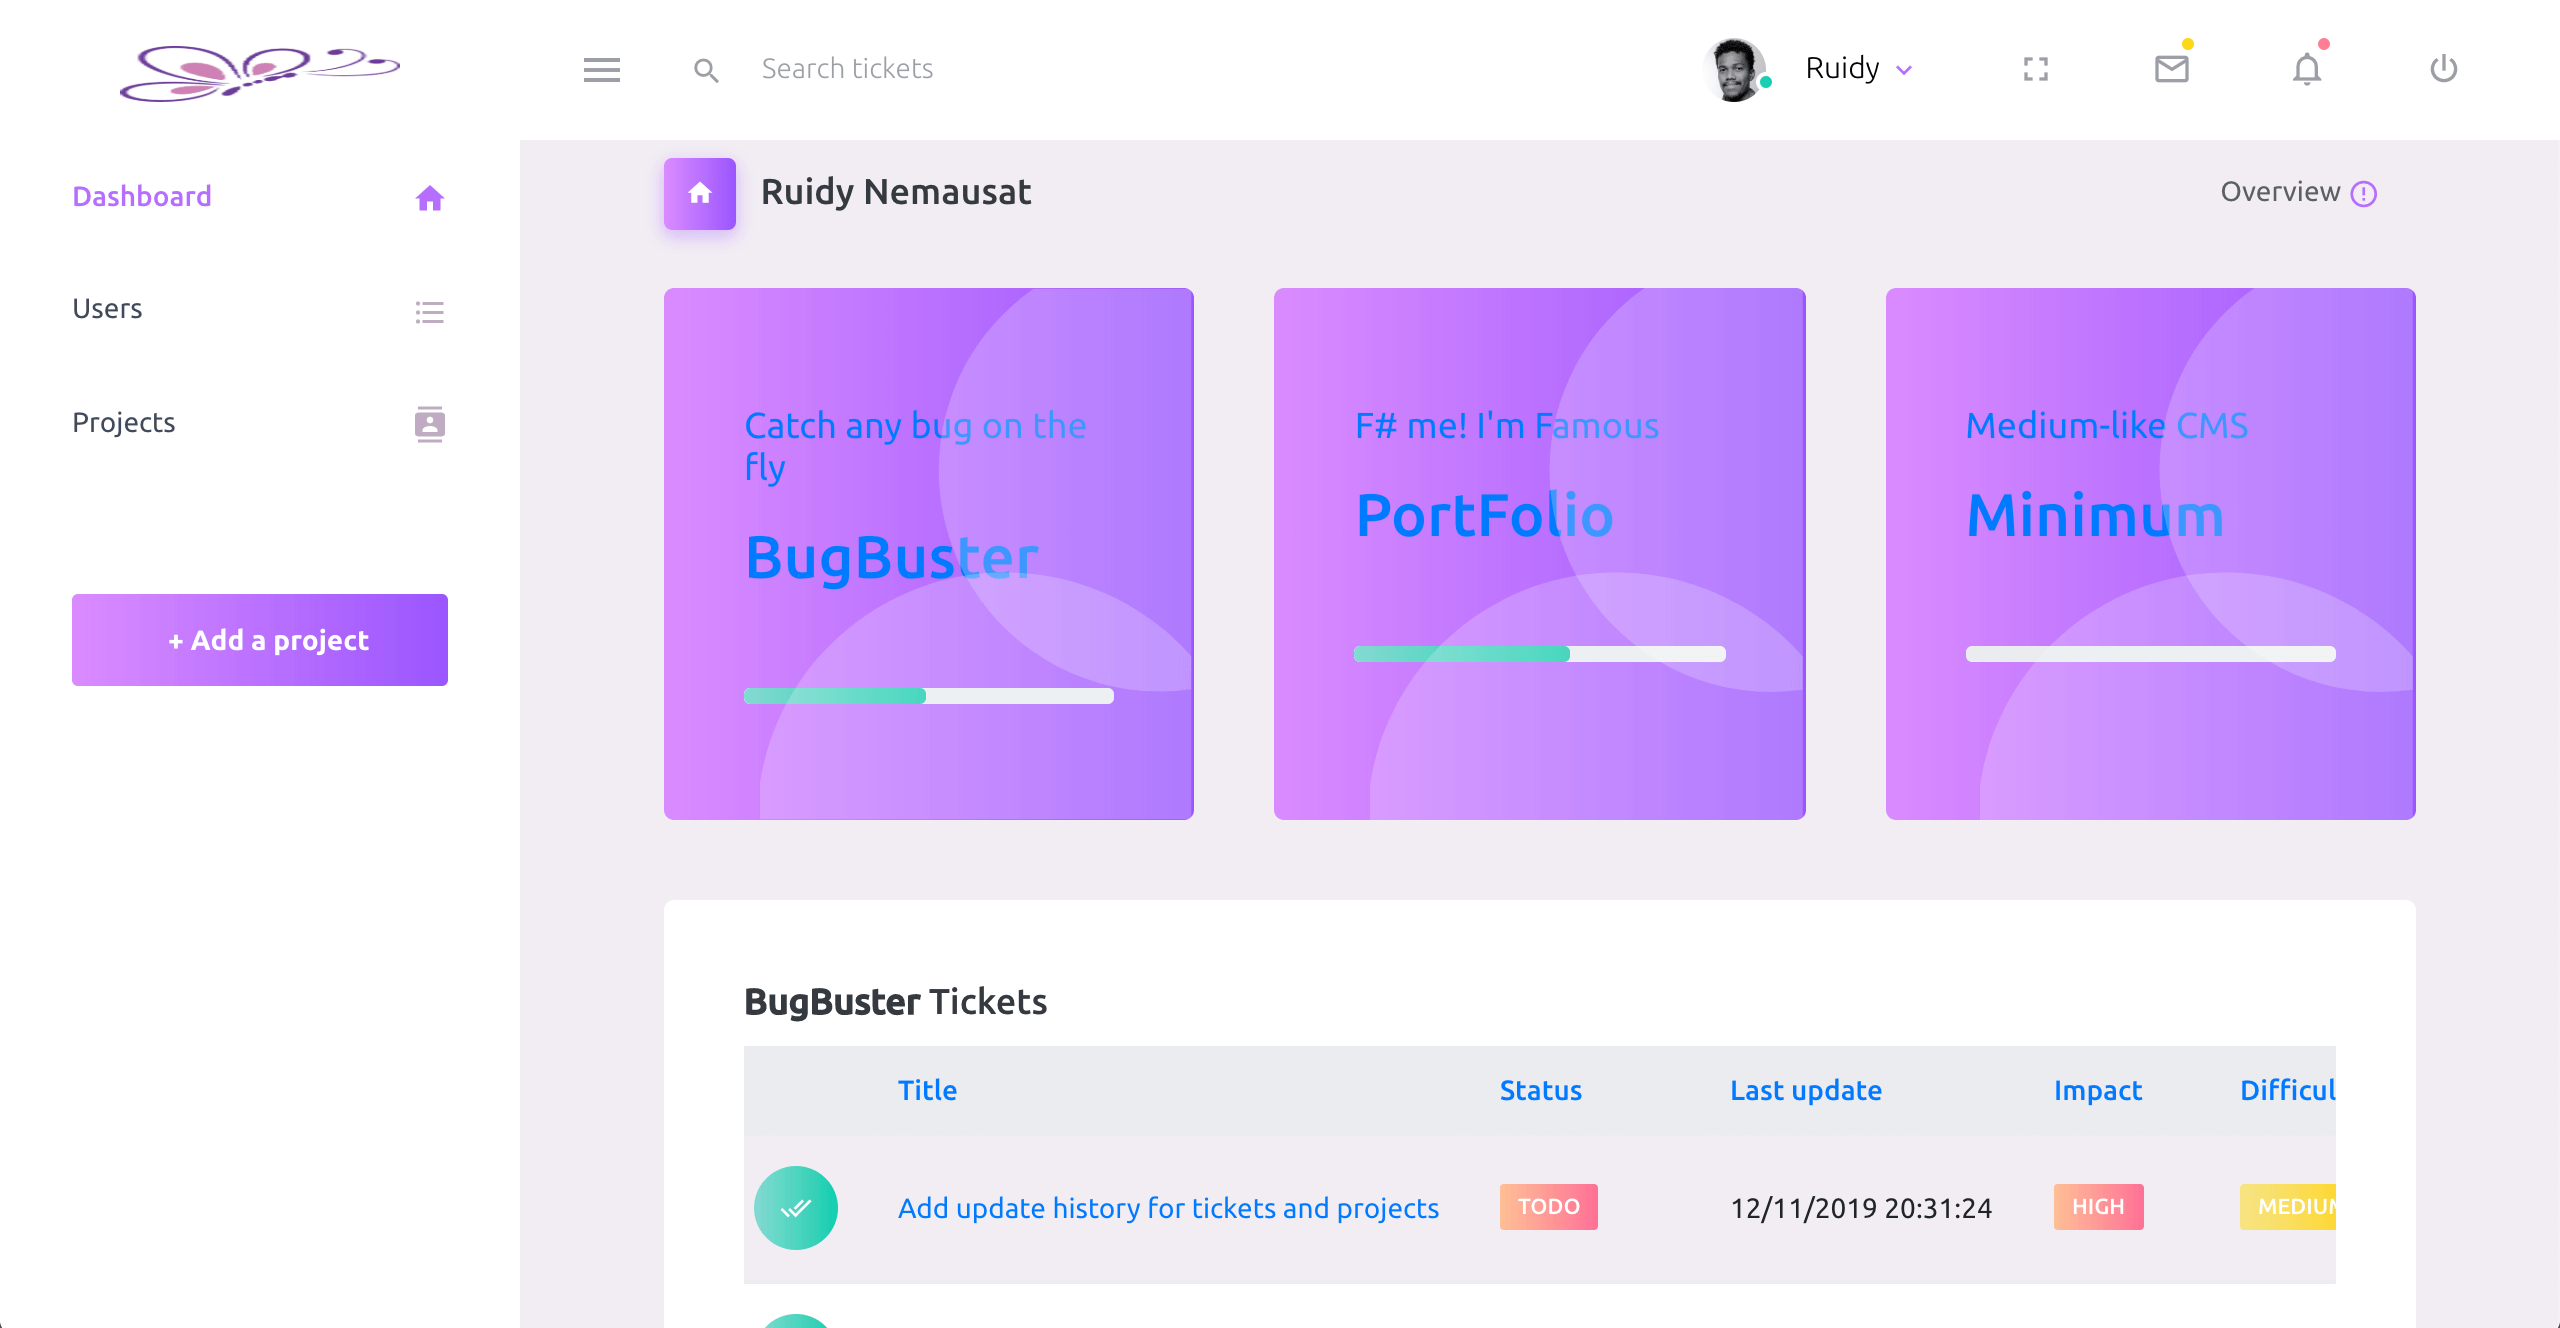 Search tickets
Ruidy
Dashboard
Users
Projects
+ Add a project
Ruidy Nemausat
Overview
Catch any bug on the
fly
BugBuster
F# me! I'm Famous
PortFolio
Medium-like CMS
Minimum
BugBuster Tickets
Title Status Last update Impact Difficul
Add update history for tickets and projects TODO 12/11/2019 20:31:24 HIGH MEDIUM